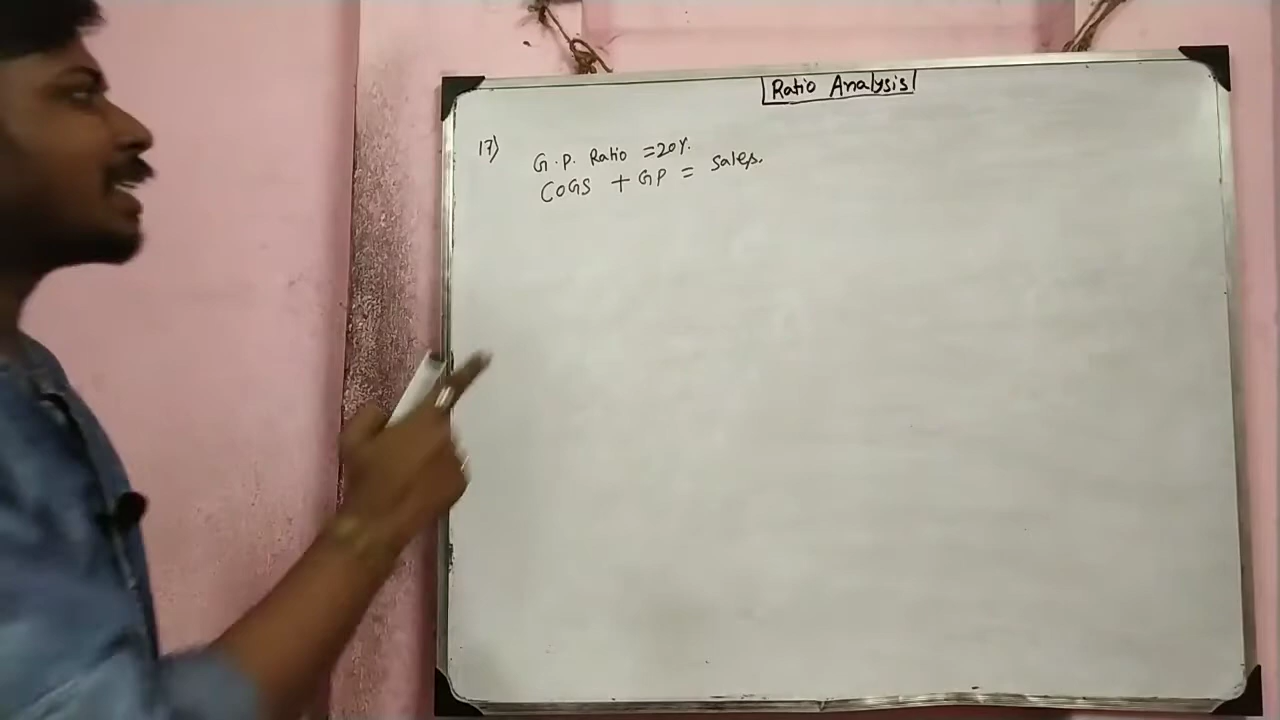 Ratio Analysis
17)
G.P. Ratio = 20%.
COGS + GP = Sales.